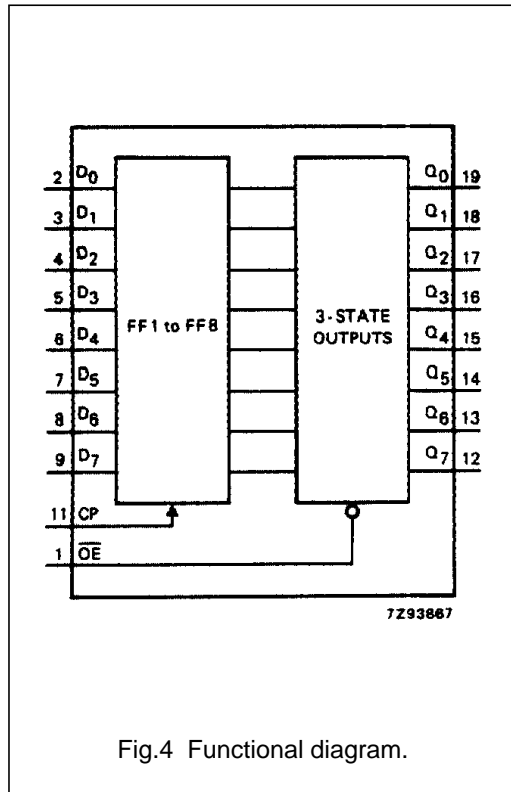 2 D0 Q0 19
3 D1 Q1 18
4 D2 Q2 17
5 D3 Q3 16
FF1 to FF8 3-STATE
OUTPUTS
6 D4 Q4 15
7 D5 Q5 14
8 D6 Q6 13
9 D7 Q7 12
11 CP
1 O̅E̅
7Z93867
Fig.4 Functional diagram.